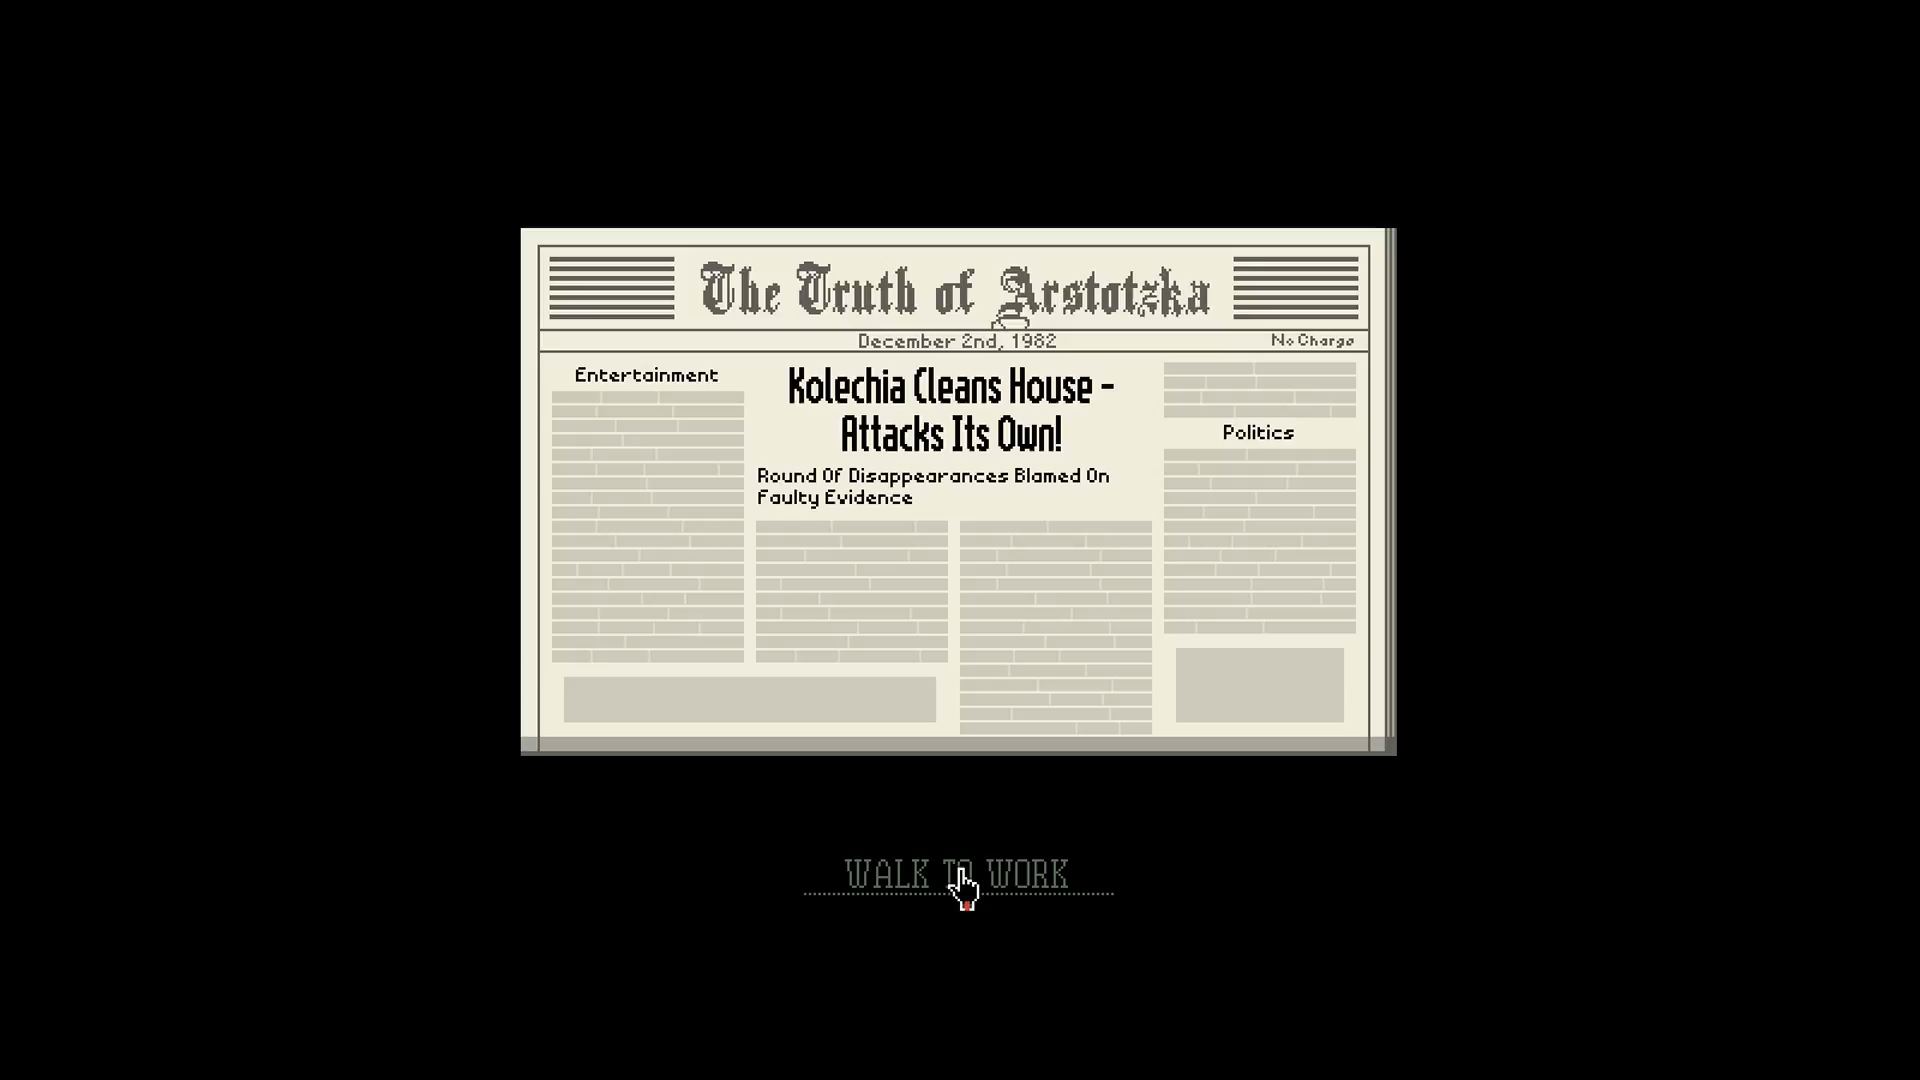 The Truth of Arstotzka
December 2nd, 1982
No Charge
Entertainment
Kolechia Cleans House -
Attacks Its Own!
Round Of Disappearances Blamed On
Faulty Evidence
Politics
WALK TO WORK